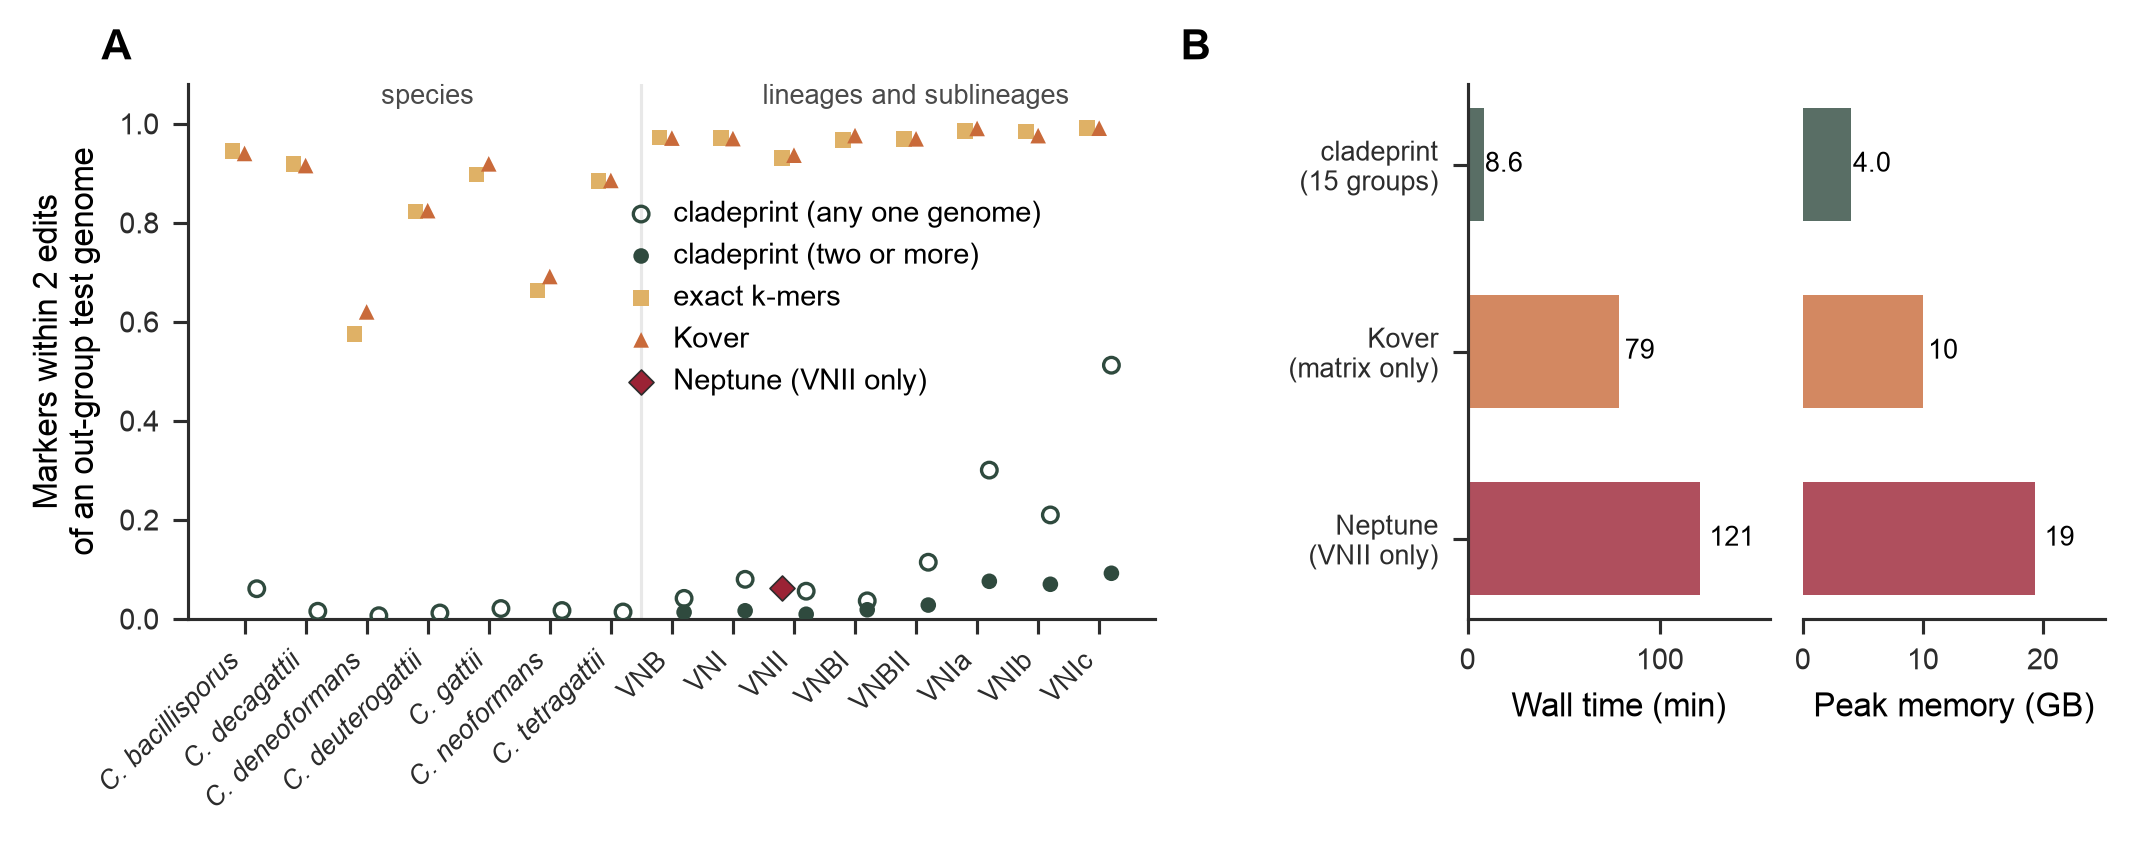 A
species
lineages and sublineages
Markers within 2 edits
of an out-group test genome
1.0
0.8
0.6
0.4
0.2
0.0
cladeprint (any one genome)
cladeprint (two or more)
exact k-mers
Kover
Neptune (VNII only)
C. bacillisporus
C. decagattii
C. deneoformans
C. deuterogattii
C. gattii
C. neoformans
C. tetragattii
VNB
VNI
VNII
VNBI
VNBII
VNIa
VNIb
VNIc
B
cladeprint
(15 groups)
8.6
4.0
Kover
(matrix only)
79
10
Neptune
(VNII only)
121
19
0
100
0
10
20
Wall time (min)
Peak memory (GB)